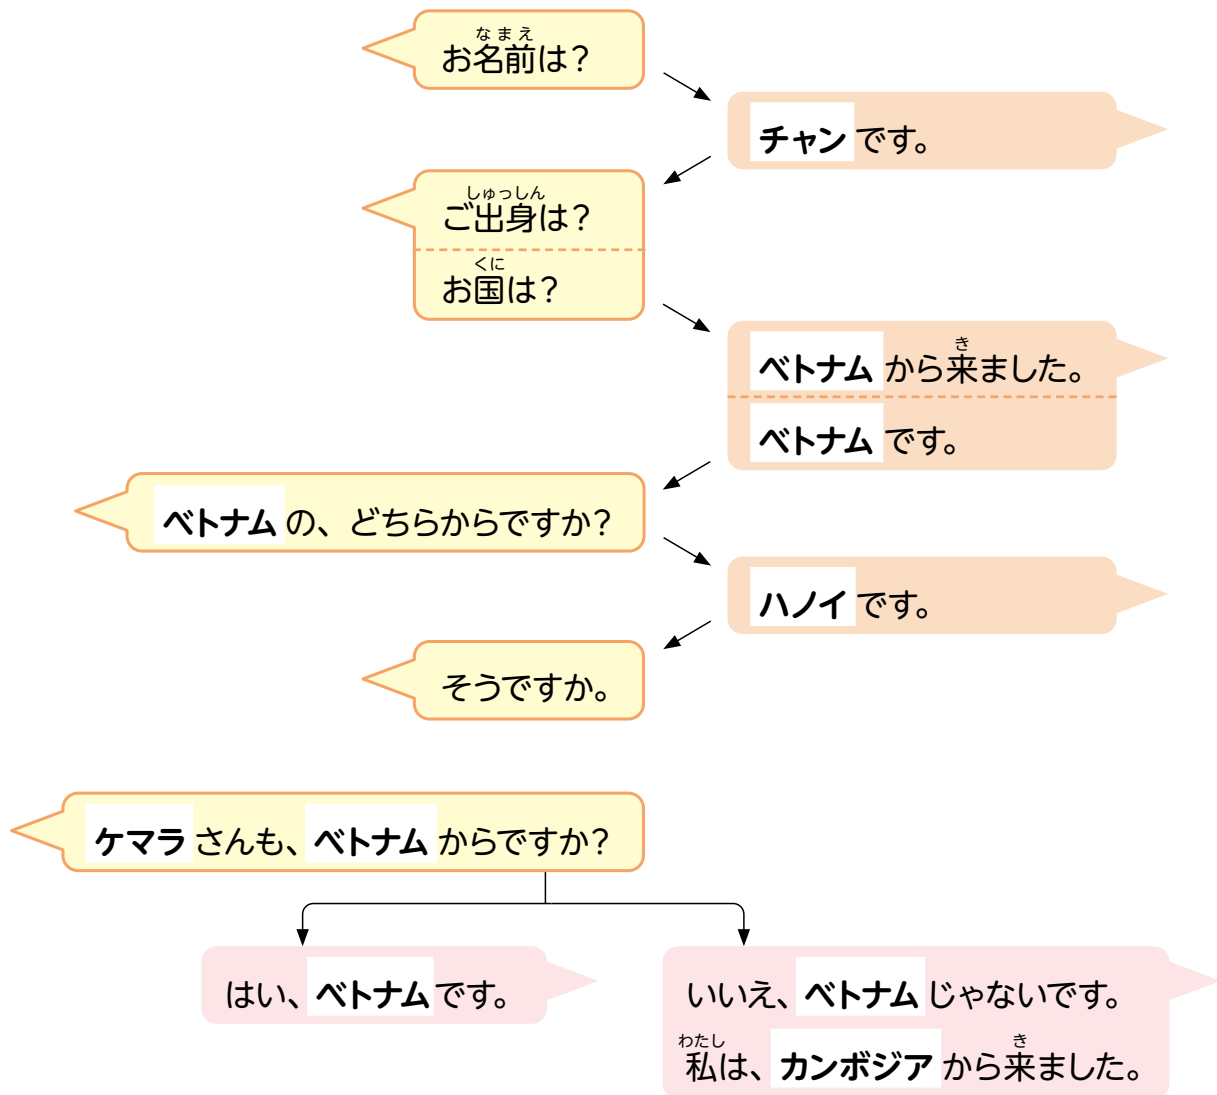 なまえ
お名前は？
チャンです。
しゅっしん
ご出身は？
くに
お国は？
き
ベトナムから来ました。
ベトナムです。
ベトナムの、どちらからですか？
ハノイです。
そうですか。
ケマラさんも、ベトナムからですか？
はい、ベトナムです。
いいえ、ベトナムじゃないです。
わたし き
私は、カンボジアから来ました。